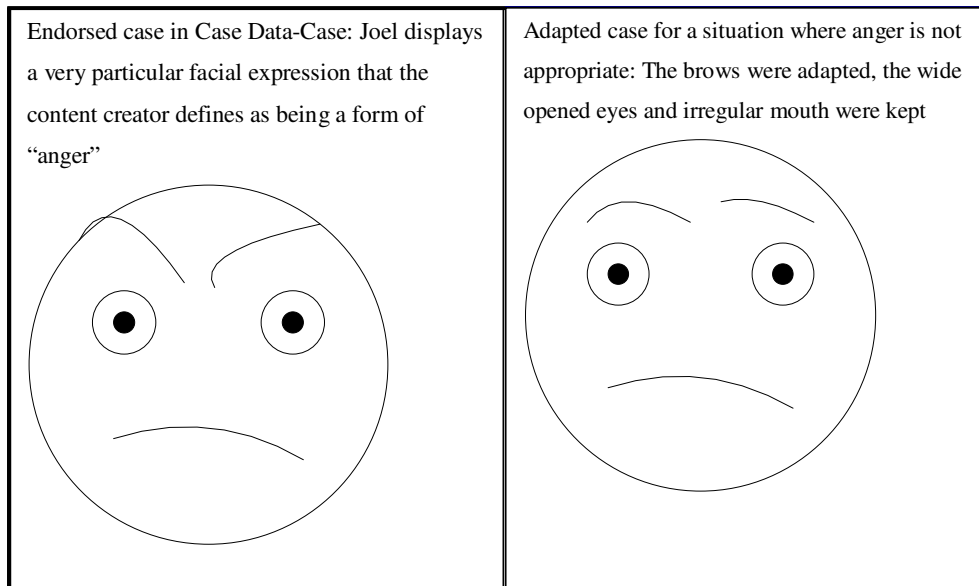 Endorsed case in Case Data-Case: Joel displays
a very particular facial expression that the
content creator defines as being a form of
“anger”
Adapted case for a situation where anger is not
appropriate: The brows were adapted, the wide
opened eyes and irregular mouth were kept